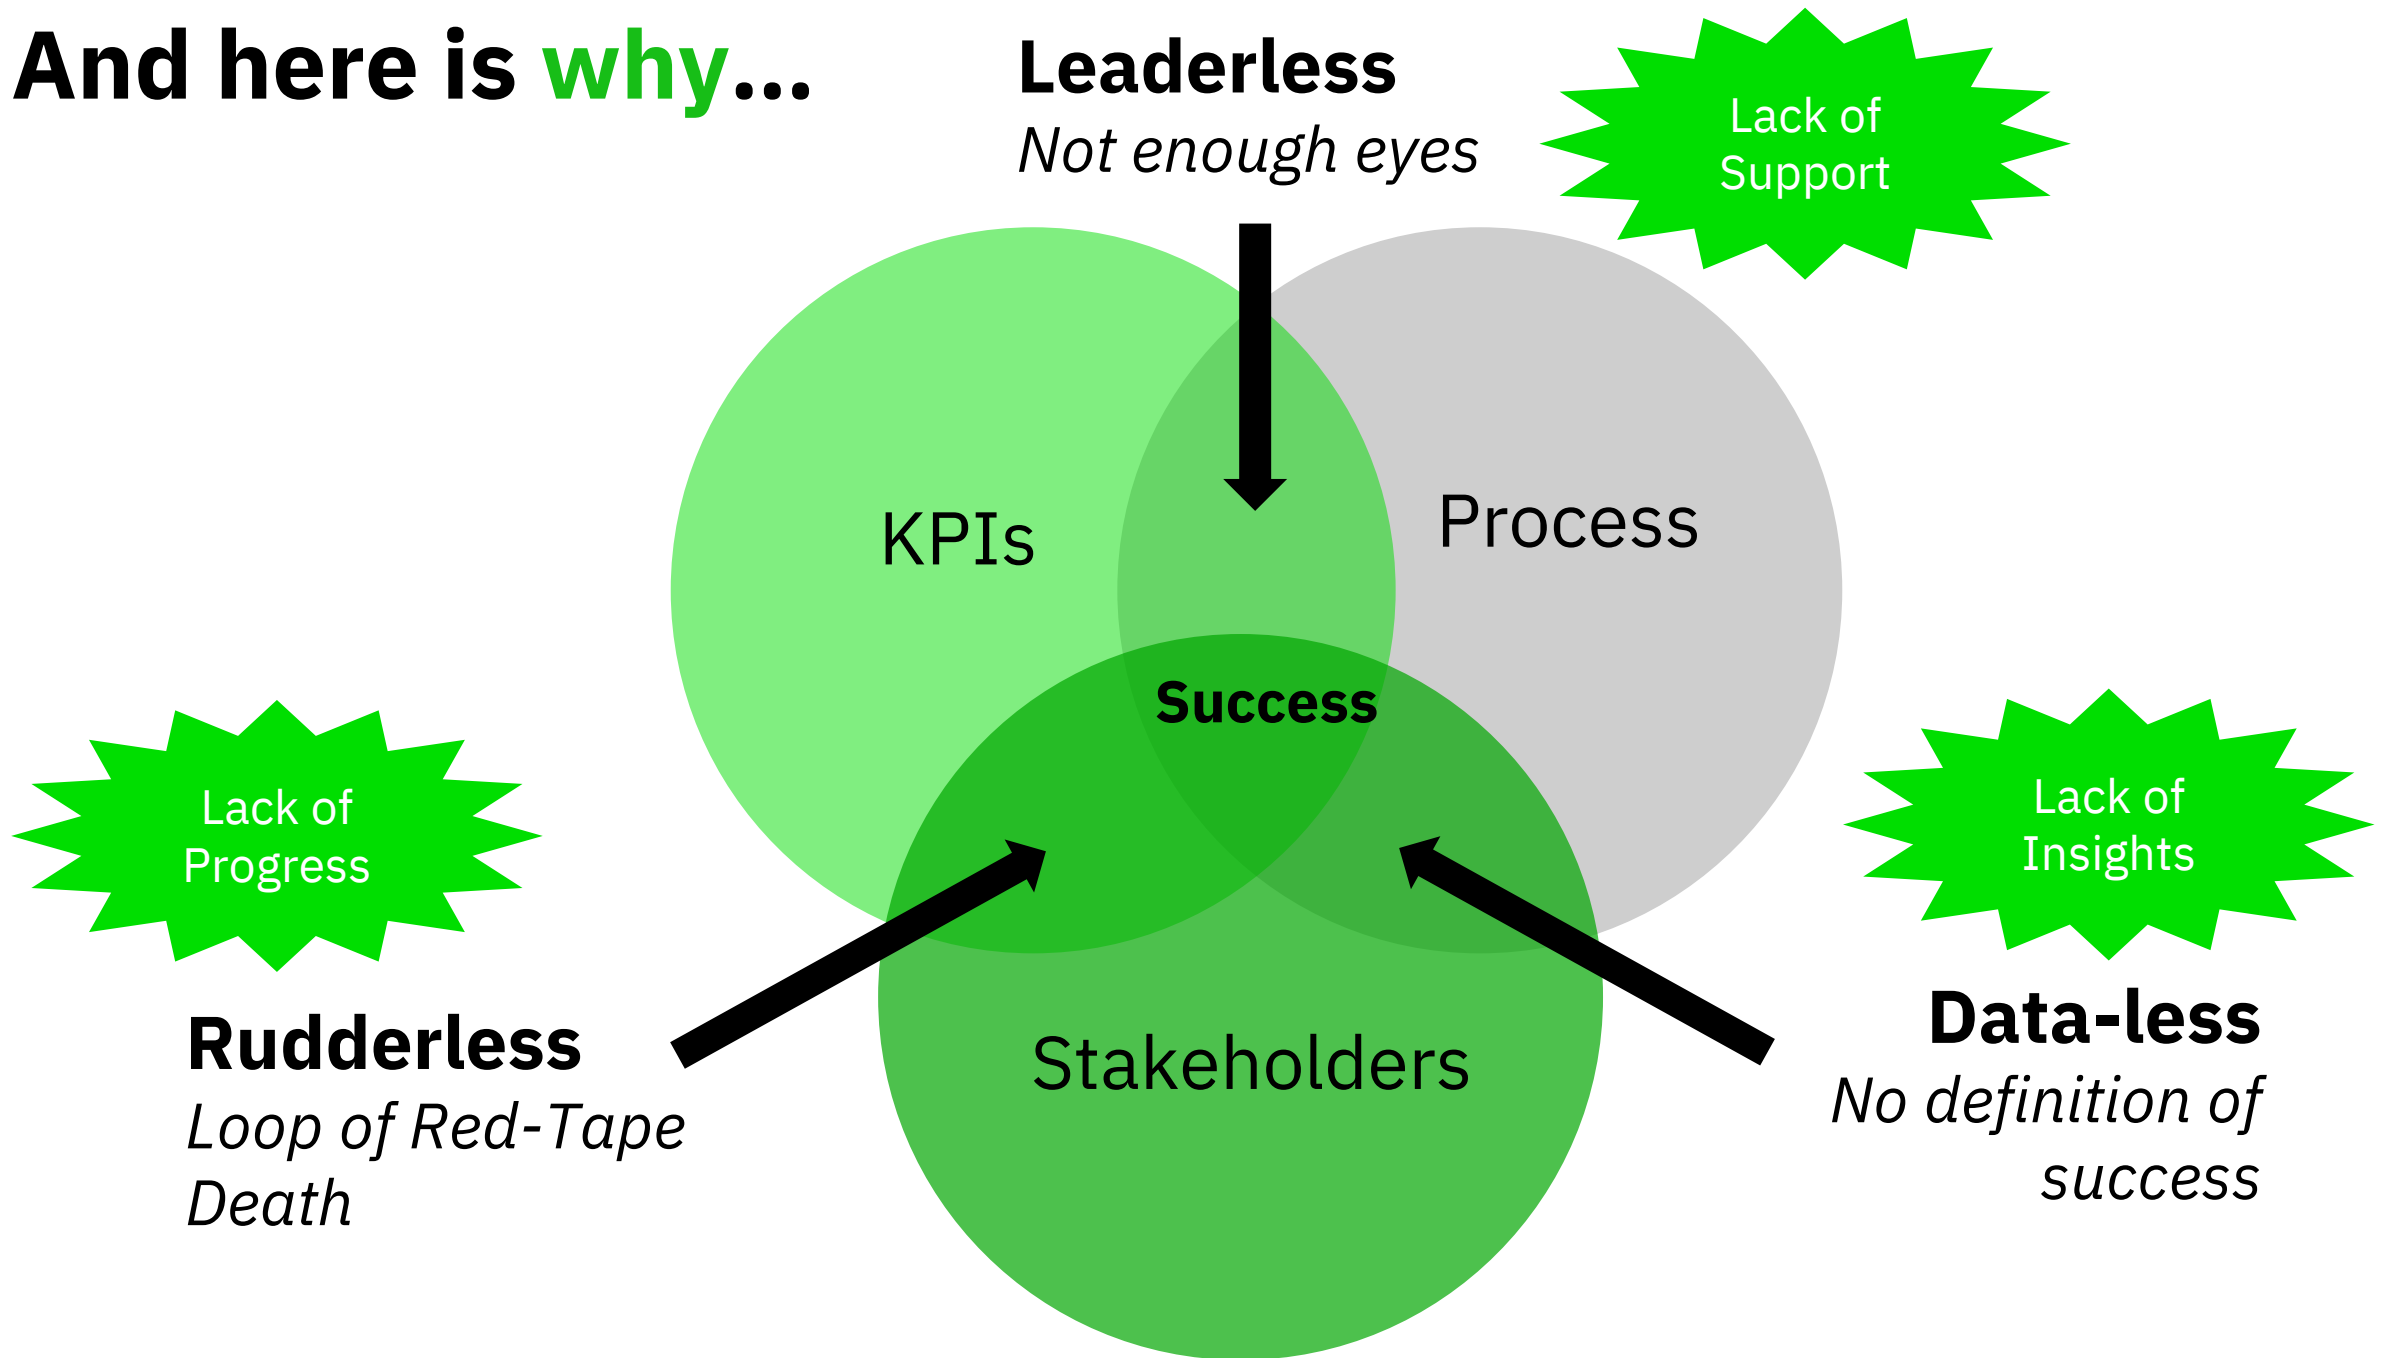 And here is why...
Leaderless
Not enough eyes
Lack of
Support
KPIs
Process
Success
Lack of
Progress
Lack of
Insights
Rudderless
Loop of Red-Tape
Death
Stakeholders
Data-less
No definition of
success